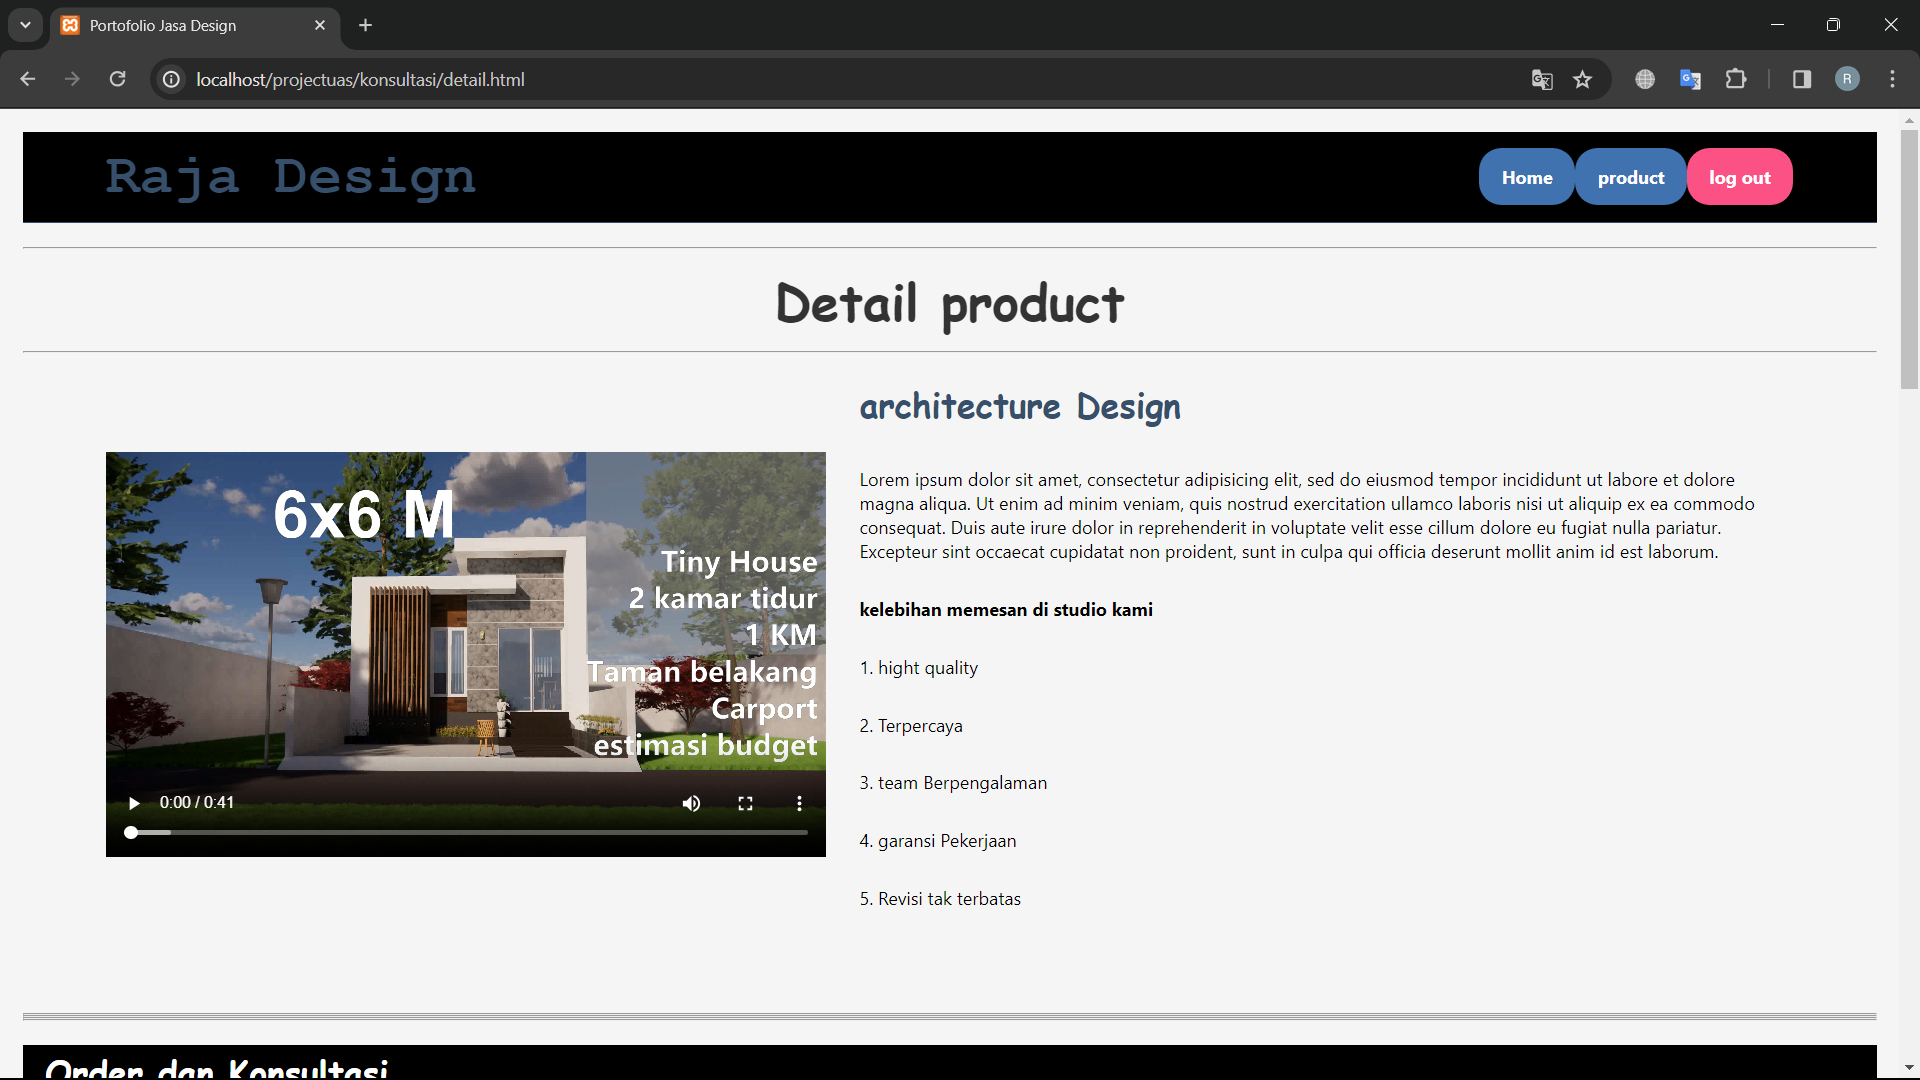 Portofolio Jasa Design
localhost/projectuas/konsultasi/detail.html
R
Raja Design
Home
product
log out
Detail product
6x6 M
Tiny House
2 kamar tidur
1 KM
Taman belakang
Carport
estimasi budget
0:00 / 0:41
architecture Design
Lorem ipsum dolor sit amet, consectetur adipisicing elit, sed do eiusmod tempor incididunt ut labore et dolore
magna aliqua. Ut enim ad minim veniam, quis nostrud exercitation ullamco laboris nisi ut aliquip ex ea commodo
consequat. Duis aute irure dolor in reprehenderit in voluptate velit esse cillum dolore eu fugiat nulla pariatur.
Excepteur sint occaecat cupidatat non proident, sunt in culpa qui officia deserunt mollit anim id est laborum.
kelebihan memesan di studio kami
1. hight quality
2. Terpercaya
3. team Berpengalaman
4. garansi Pekerjaan
5. Revisi tak terbatas
Order dan Konsultasi